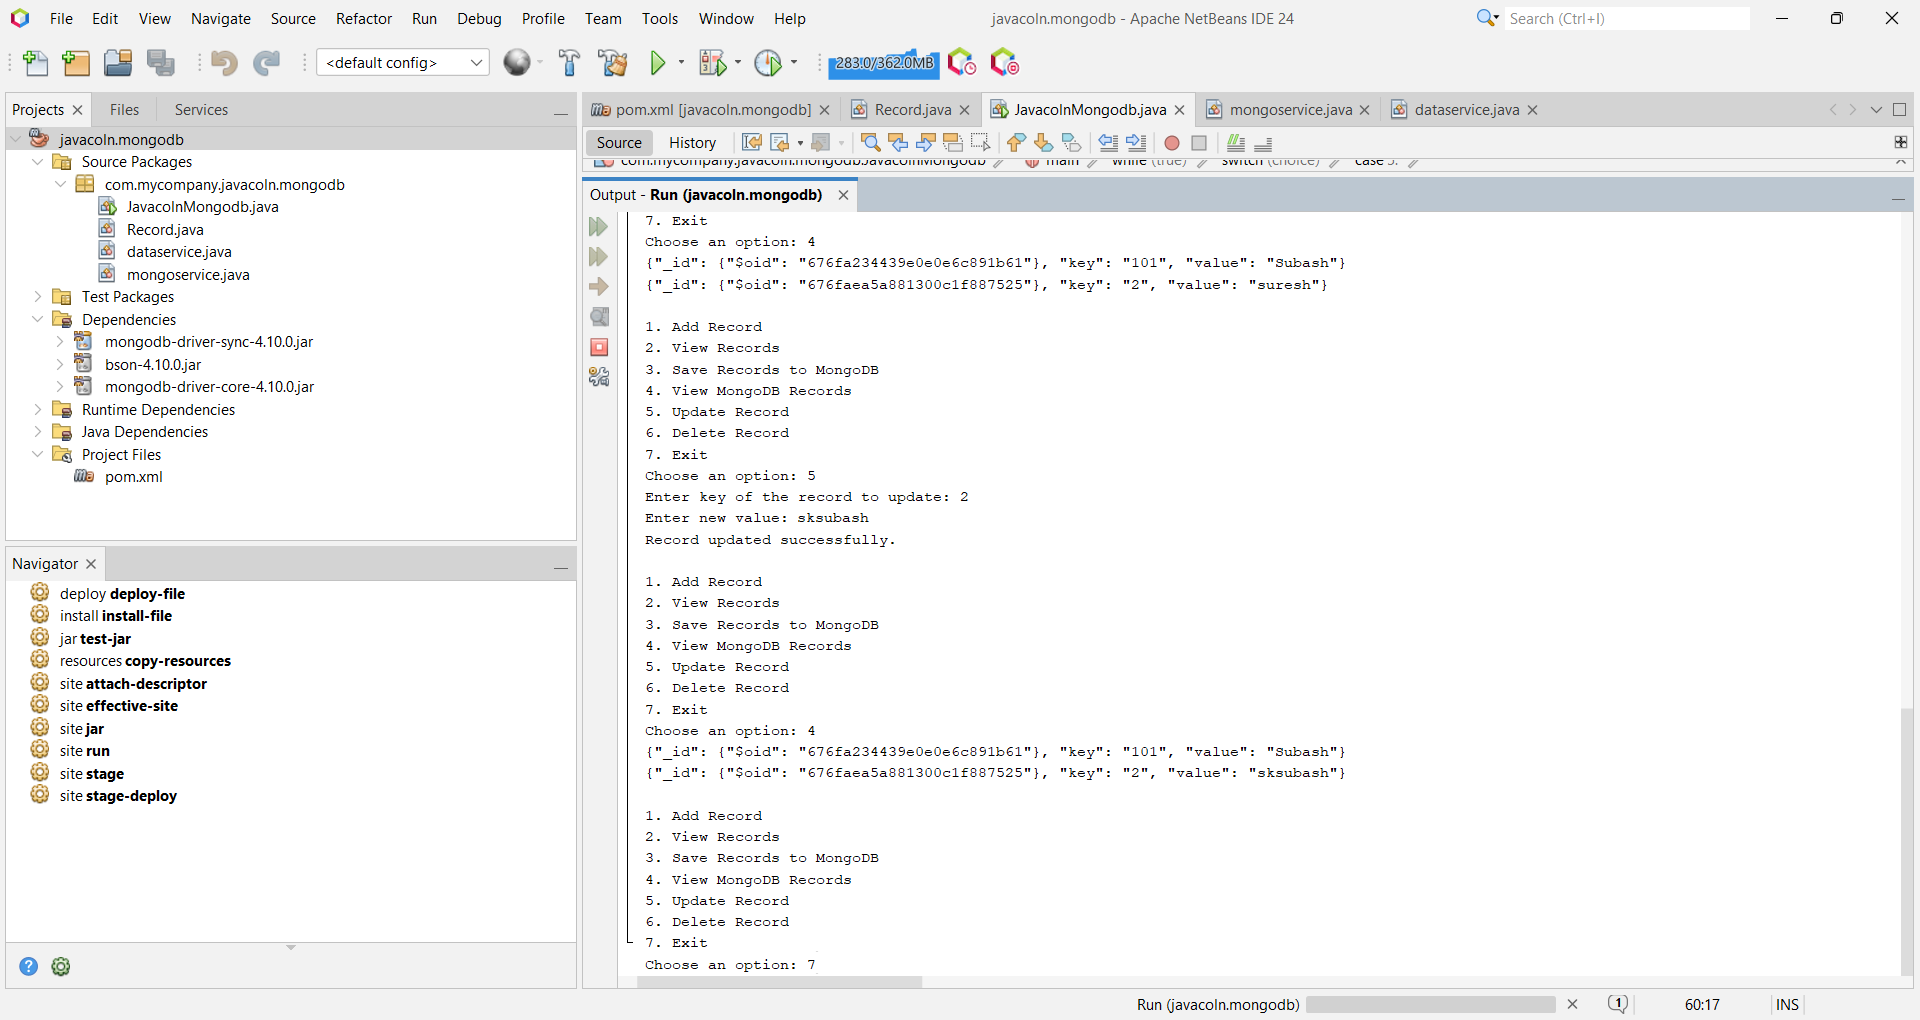 File Edit View Navigate Source Refactor Run Debug Profile Team Tools Window Help
javacoln.mongodb - Apache NetBeans IDE 24
Search (Ctrl+I)
<default config>
283.0/362.0MB
Projects Files Services
javacoln.mongodb
Source Packages
com.mycompany.javacoln.mongodb
JavacolnMongodb.java
Record.java
dataservice.java
mongoservice.java
Test Packages
Dependencies
mongodb-driver-sync-4.10.0.jar
bson-4.10.0.jar
mongodb-driver-core-4.10.0.jar
Runtime Dependencies
Java Dependencies
Project Files
pom.xml
Navigator
deploy deploy-file
install install-file
jar test-jar
resources copy-resources
site attach-descriptor
site effective-site
site jar
site run
site stage
site stage-deploy
pom.xml [javacoln.mongodb] Record.java JavacolnMongodb.java mongoservice.java dataservice.java
Source History
com.mycompany.javacoln.mongodb.JavacolnMongodb main while (true) switch (choice) case 5:
Output - Run (javacoln.mongodb)
7. Exit
Choose an option: 4
{"_id": {"$oid": "676fa234439e0e0e6c891b61"}, "key": "101", "value": "Subash"}
{"_id": {"$oid": "676faea5a881300c1f887525"}, "key": "2", "value": "suresh"}
1. Add Record
2. View Records
3. Save Records to MongoDB
4. View MongoDB Records
5. Update Record
6. Delete Record
7. Exit
Choose an option: 5
Enter key of the record to update: 2
Enter new value: sksubash
Record updated successfully.
1. Add Record
2. View Records
3. Save Records to MongoDB
4. View MongoDB Records
5. Update Record
6. Delete Record
7. Exit
Choose an option: 4
{"_id": {"$oid": "676fa234439e0e0e6c891b61"}, "key": "101", "value": "Subash"}
{"_id": {"$oid": "676faea5a881300c1f887525"}, "key": "2", "value": "sksubash"}
1. Add Record
2. View Records
3. Save Records to MongoDB
4. View MongoDB Records
5. Update Record
6. Delete Record
7. Exit
Choose an option: 7
Run (javacoln.mongodb)
1
60:17
INS